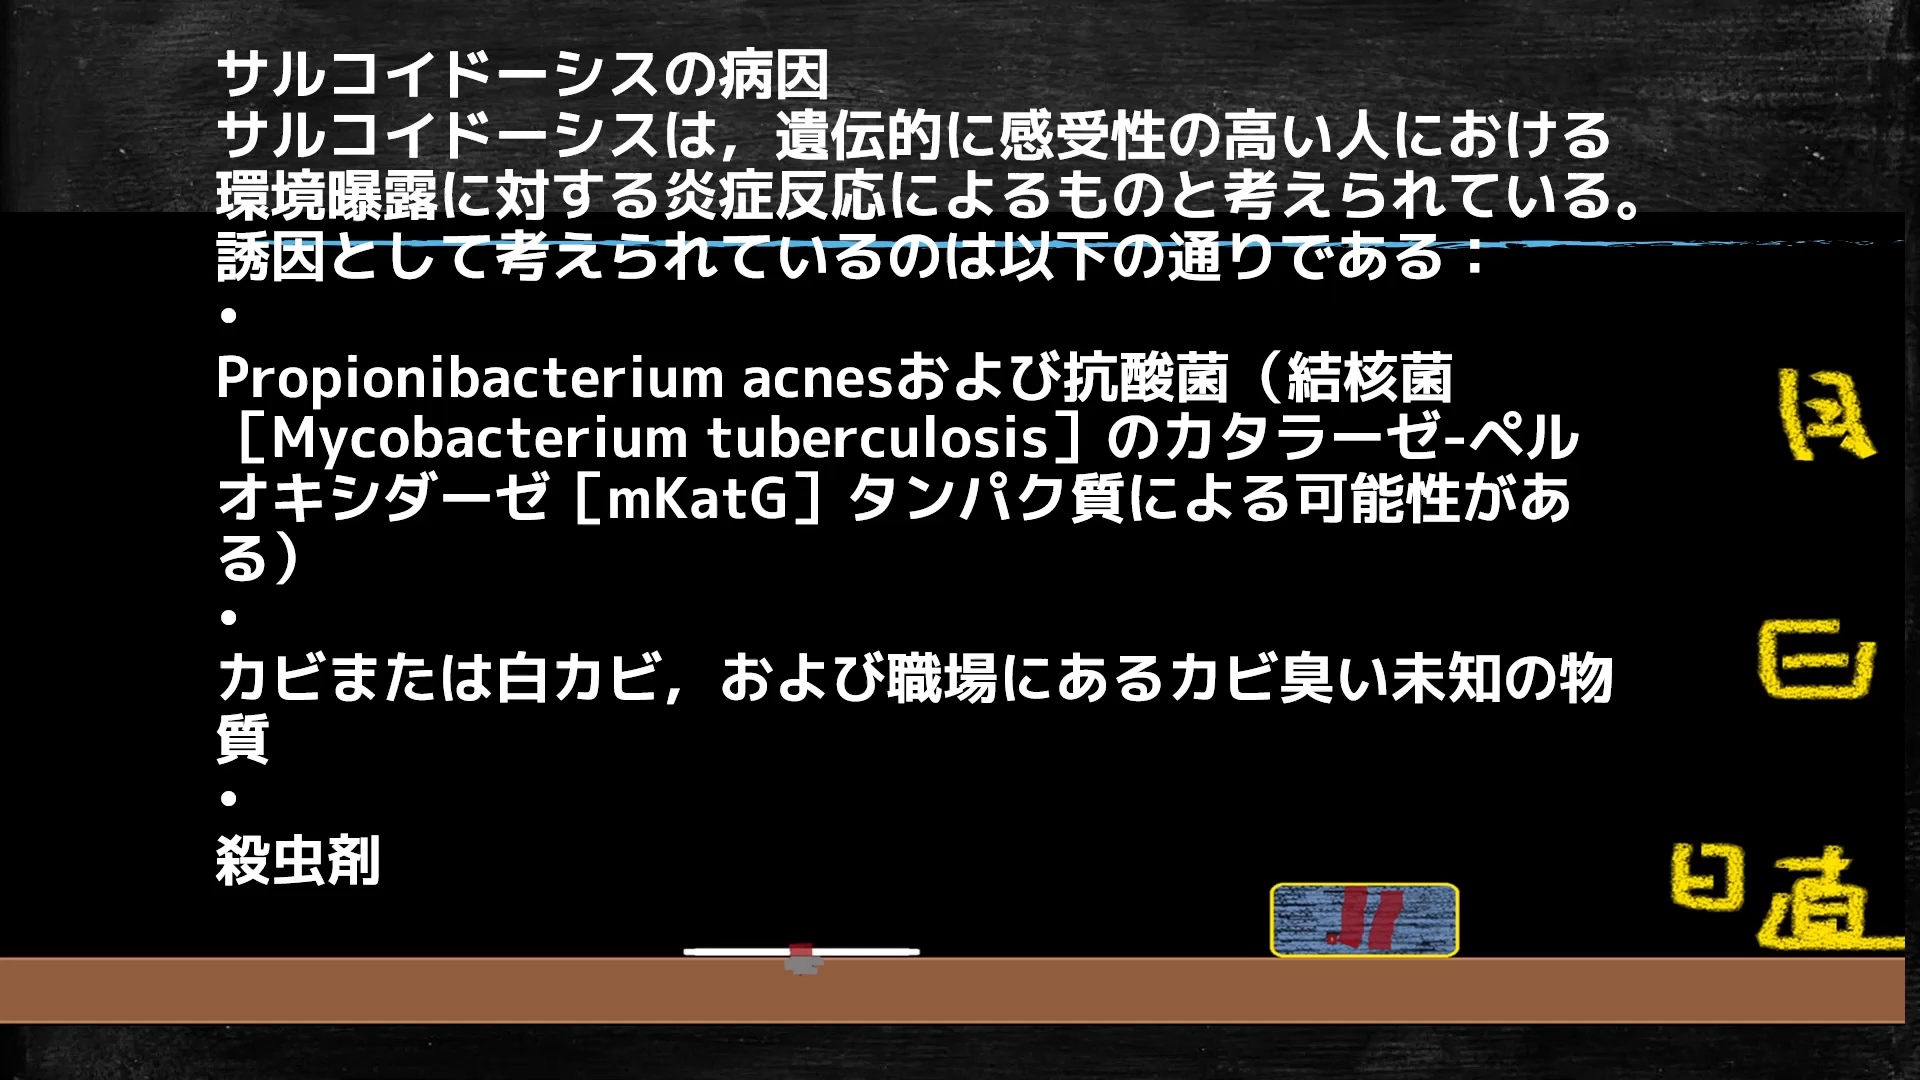 サルコイドーシスの病因
サルコイドーシスは，遺伝的に感受性の高い人における
環境曝露に対する炎症反応によるものと考えられている。
誘因として考えられているのは以下の通りである：
•
Propionibacterium acnesおよび抗酸菌（結核菌
［Mycobacterium tuberculosis］のカタラーゼ-ペル
オキシダーゼ［mKatG］タンパク質による可能性があ
る）
•
カビまたは白カビ，および職場にあるカビ臭い未知の物
質
•
殺虫剤
日
日直